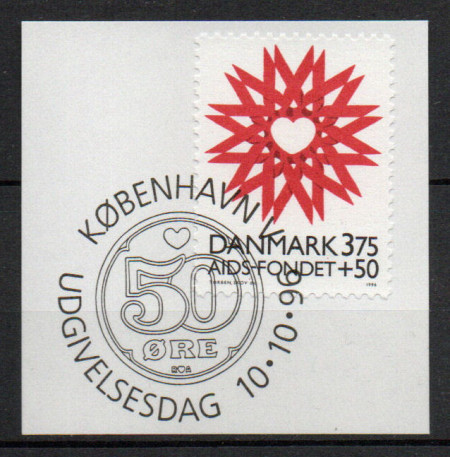 DANMARK 375
AIDS-FONDET +50
1996
KØBENHAVN K
50
ØRE
UDGIVELSESDAG 10·10·96